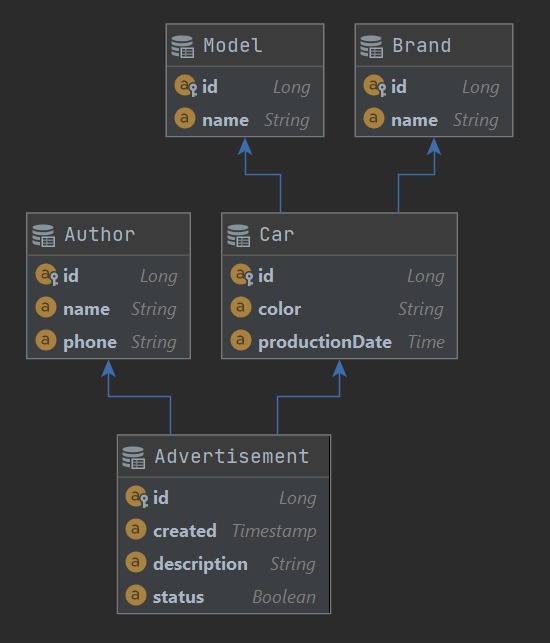 Model
id Long
name String
Brand
id Long
name String
Author
id Long
name String
phone String
Car
id Long
color String
productionDate Time
Advertisement
id Long
created Timestamp
description String
status Boolean